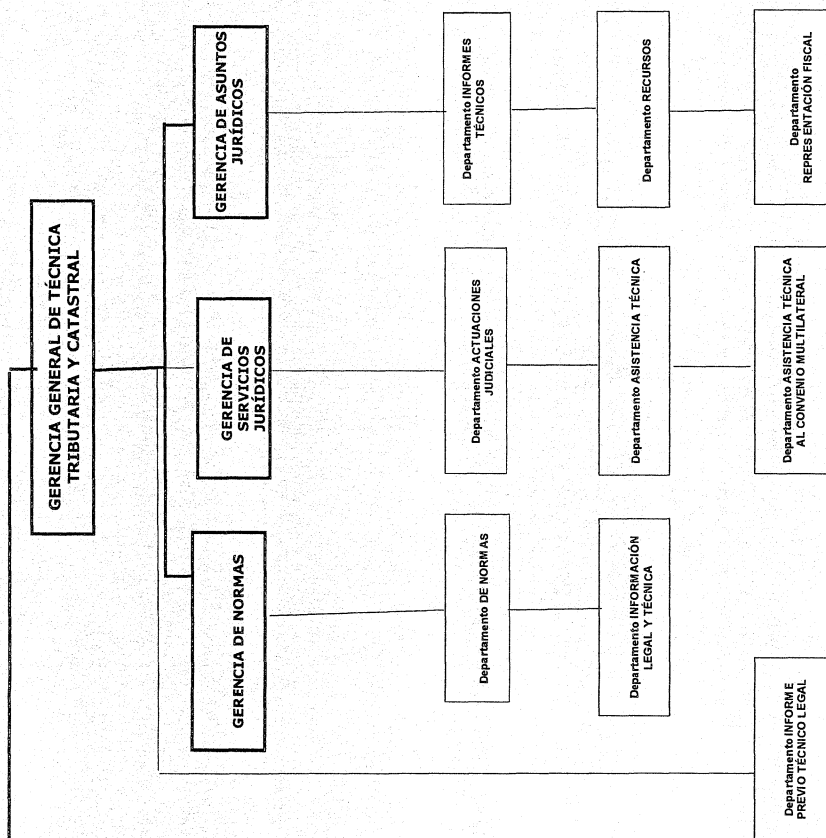 GERENCIA GENERAL DE TÉCNICA
TRIBUTARIA Y CATASTRAL
GERENCIA DE NORMAS
GERENCIA DE
SERVICIOS
JURÍDICOS
GERENCIA DE ASUNTOS
JURÍDICOS
Departamento DE NORMAS
Departamento ACTUACIONES
JUDICIALES
Departamento INFORMES
TÉCNICOS
Departamento INFORMACIÓN
LEGAL Y TÉCNICA
Departamento ASISTENCIA TÉCNICA
Departamento RECURSOS
Departamento INFORME
PREVIO TÉCNICO LEGAL
Departamento ASISTENCIA TÉCNICA
AL CONVENIO MULTILATERAL
Departamento
REPRESENTACIÓN FISCAL